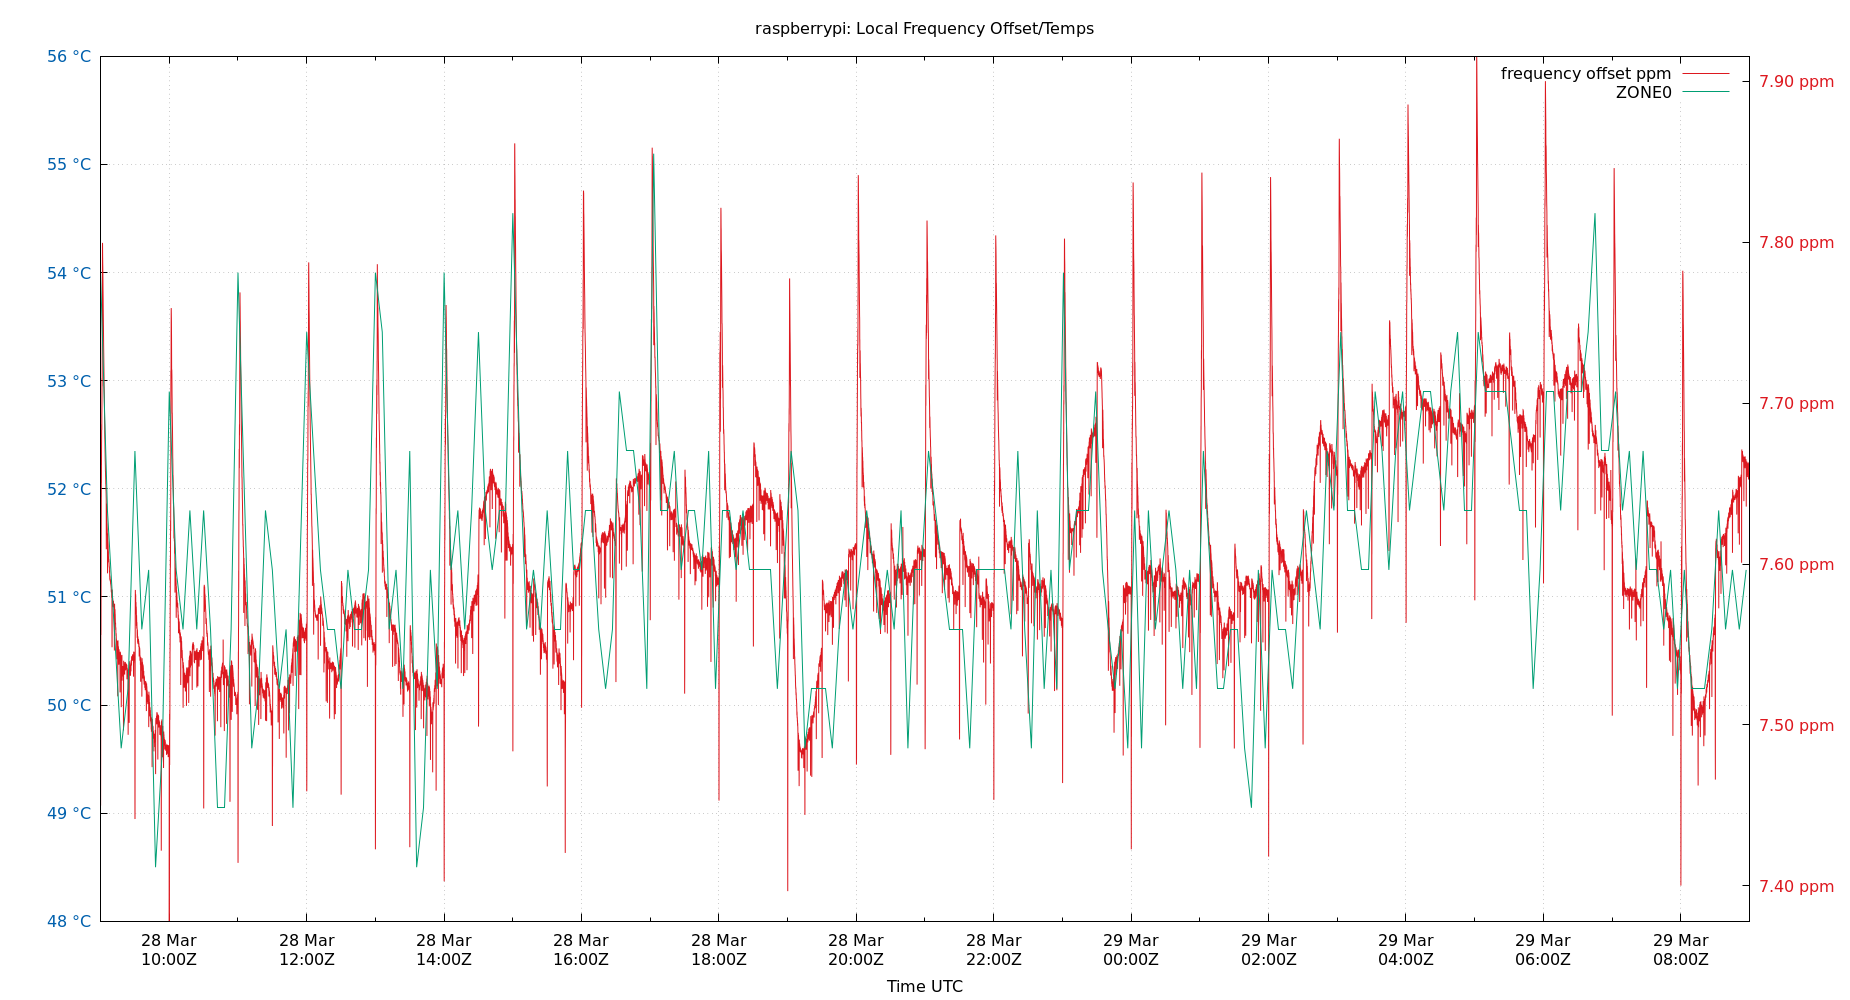 raspberrypi: Local Frequency Offset/Temps
56 °C
55 °C
54 °C
53 °C
52 °C
51 °C
50 °C
49 °C
48 °C
frequency offset ppm
ZONE0
7.90 ppm
7.80 ppm
7.70 ppm
7.60 ppm
7.50 ppm
7.40 ppm
28 Mar
10:00Z
28 Mar
12:00Z
28 Mar
14:00Z
28 Mar
16:00Z
28 Mar
18:00Z
28 Mar
20:00Z
28 Mar
22:00Z
29 Mar
00:00Z
29 Mar
02:00Z
29 Mar
04:00Z
29 Mar
06:00Z
29 Mar
08:00Z
Time UTC